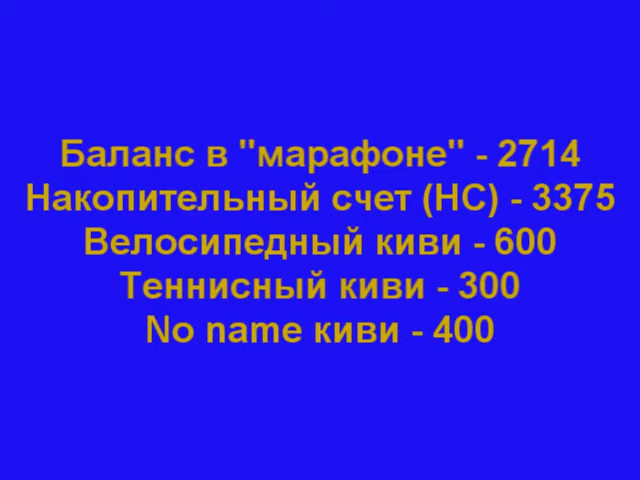 Баланс в "марафоне" - 2714
Накопительный счет (НС) - 3375
Велосипедный киви - 600
Теннисный киви - 300
No name киви - 400